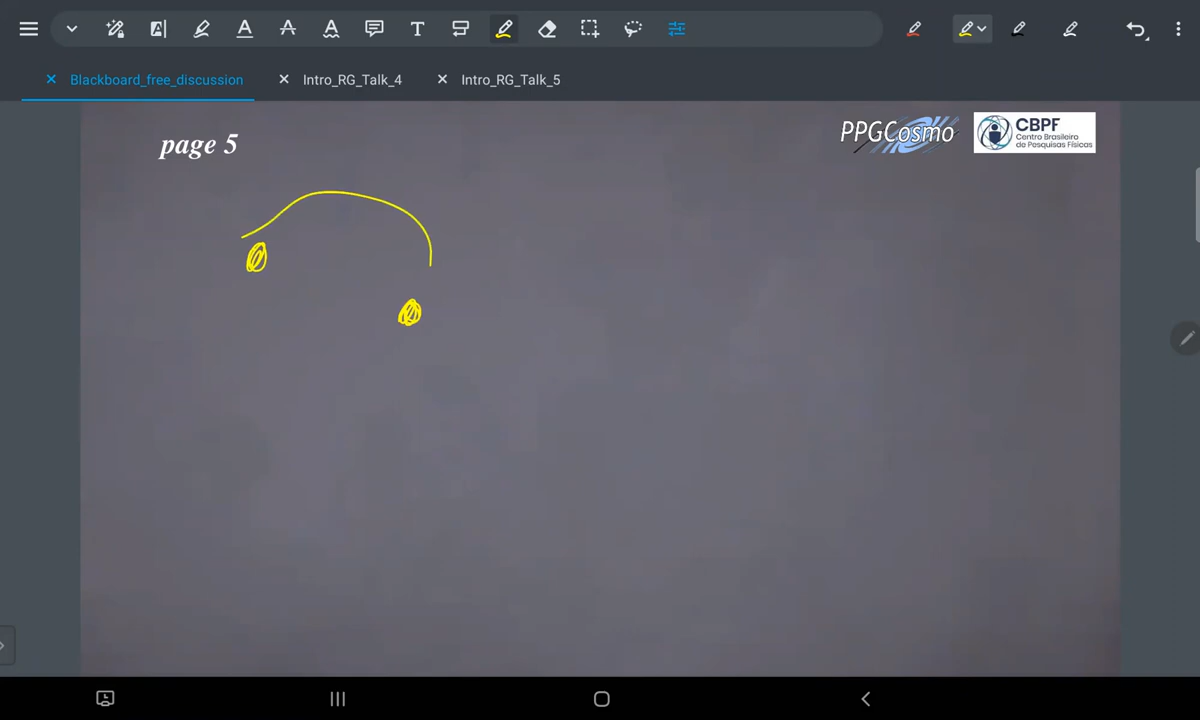 Blackboard_free_discussion
Intro_RG_Talk_4
Intro_RG_Talk_5
page 5
PPGCosmo
CBPF
Centro Brasileiro
de Pesquisas Físicas